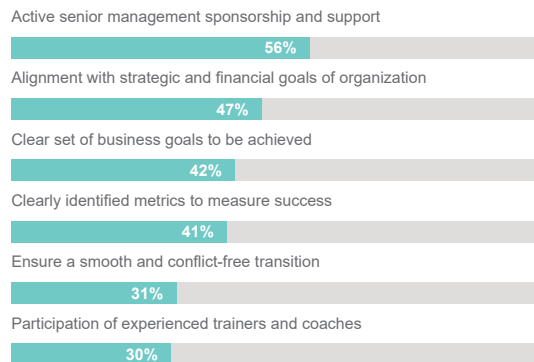 Active senior management sponsorship and support
56%
Alignment with strategic and financial goals of organization
47%
Clear set of business goals to be achieved
42%
Clearly identified metrics to measure success
41%
Ensure a smooth and conflict-free transition
31%
Participation of experienced trainers and coaches
30%